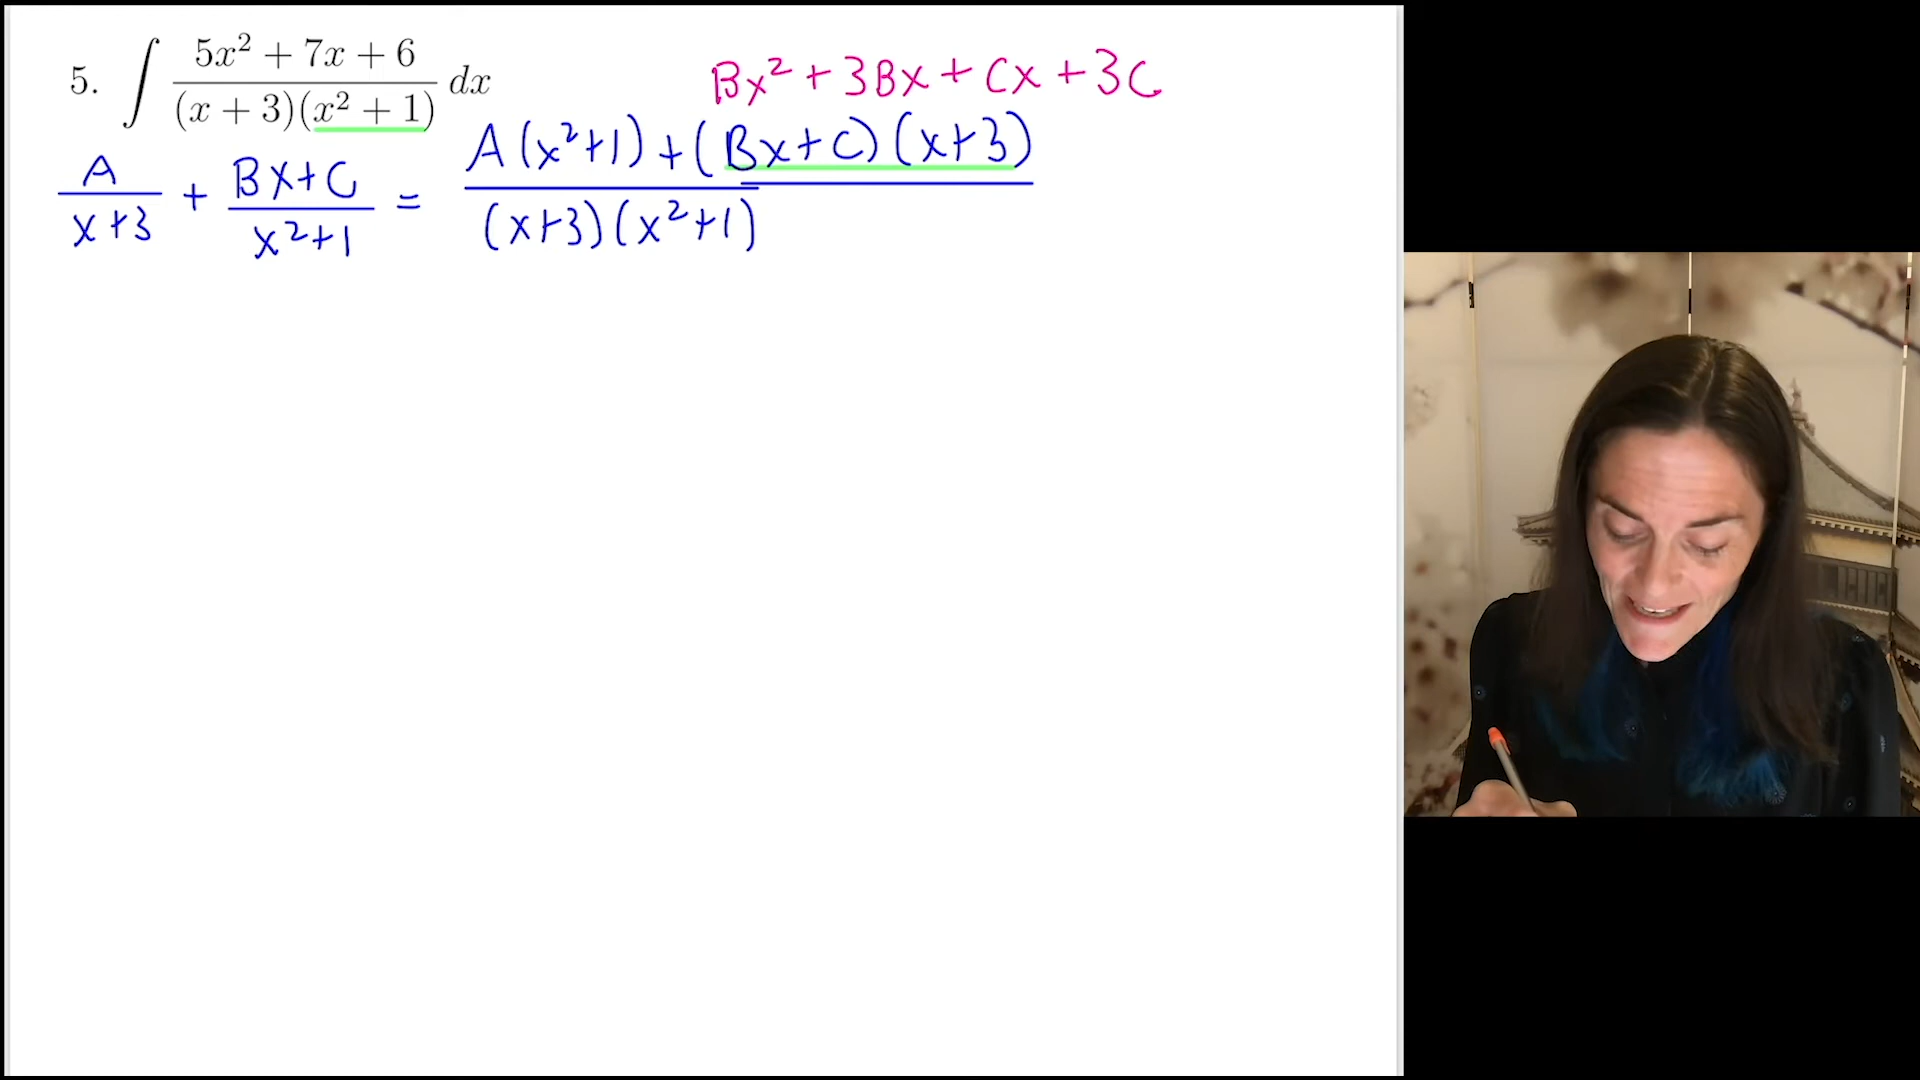 5. ∫ (5x² + 7x + 6) / ((x + 3)(x² + 1)) dx
Bx² + 3Bx + Cx + 3C
A/(x+3) + (Bx+C)/(x²+1) = (A(x²+1) + (Bx+C)(x+3)) / ((x+3)(x²+1))